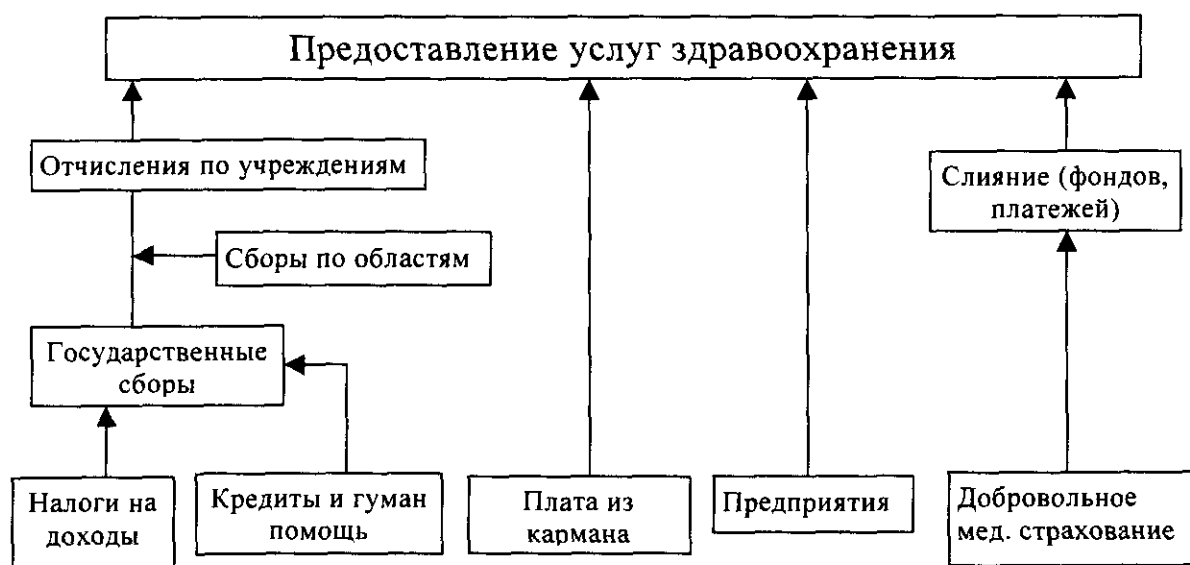 Предоставление услуг здравоохранения
Отчисления по учреждениям
Слияние (фондов,
платежей)
Сборы по областям
Государственные
сборы
Налоги на
доходы
Кредиты и гуман
помощь
Плата из
кармана
Предприятия
Добровольное
мед. страхование